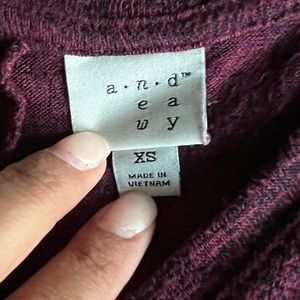 a·n·d™
e a
w y
XS
MADE IN
VIETNAM